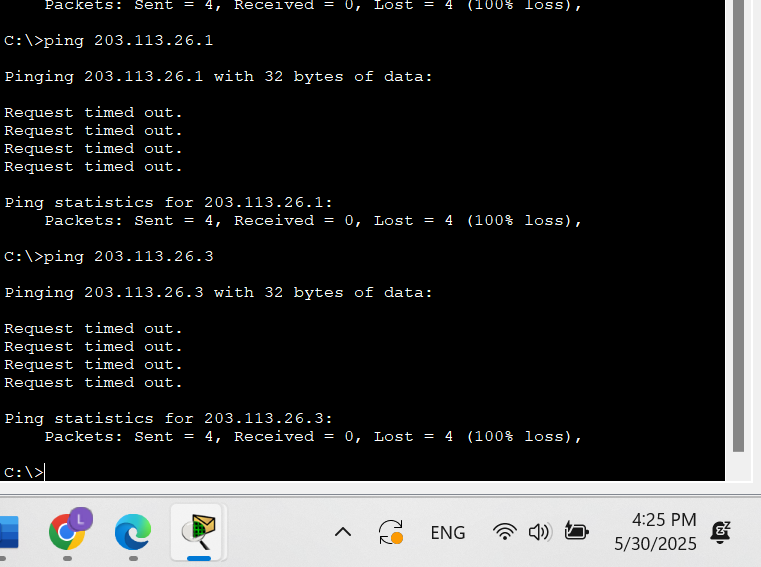 Packets: Sent = 4, Received = 0, Lost = 4 (100% loss),
C:\>ping 203.113.26.1
Pinging 203.113.26.1 with 32 bytes of data:
Request timed out.
Request timed out.
Request timed out.
Request timed out.
Ping statistics for 203.113.26.1:
Packets: Sent = 4, Received = 0, Lost = 4 (100% loss),
C:\>ping 203.113.26.3
Pinging 203.113.26.3 with 32 bytes of data:
Request timed out.
Request timed out.
Request timed out.
Request timed out.
Ping statistics for 203.113.26.3:
Packets: Sent = 4, Received = 0, Lost = 4 (100% loss),
C:\>
L
ENG
4:25 PM
5/30/2025